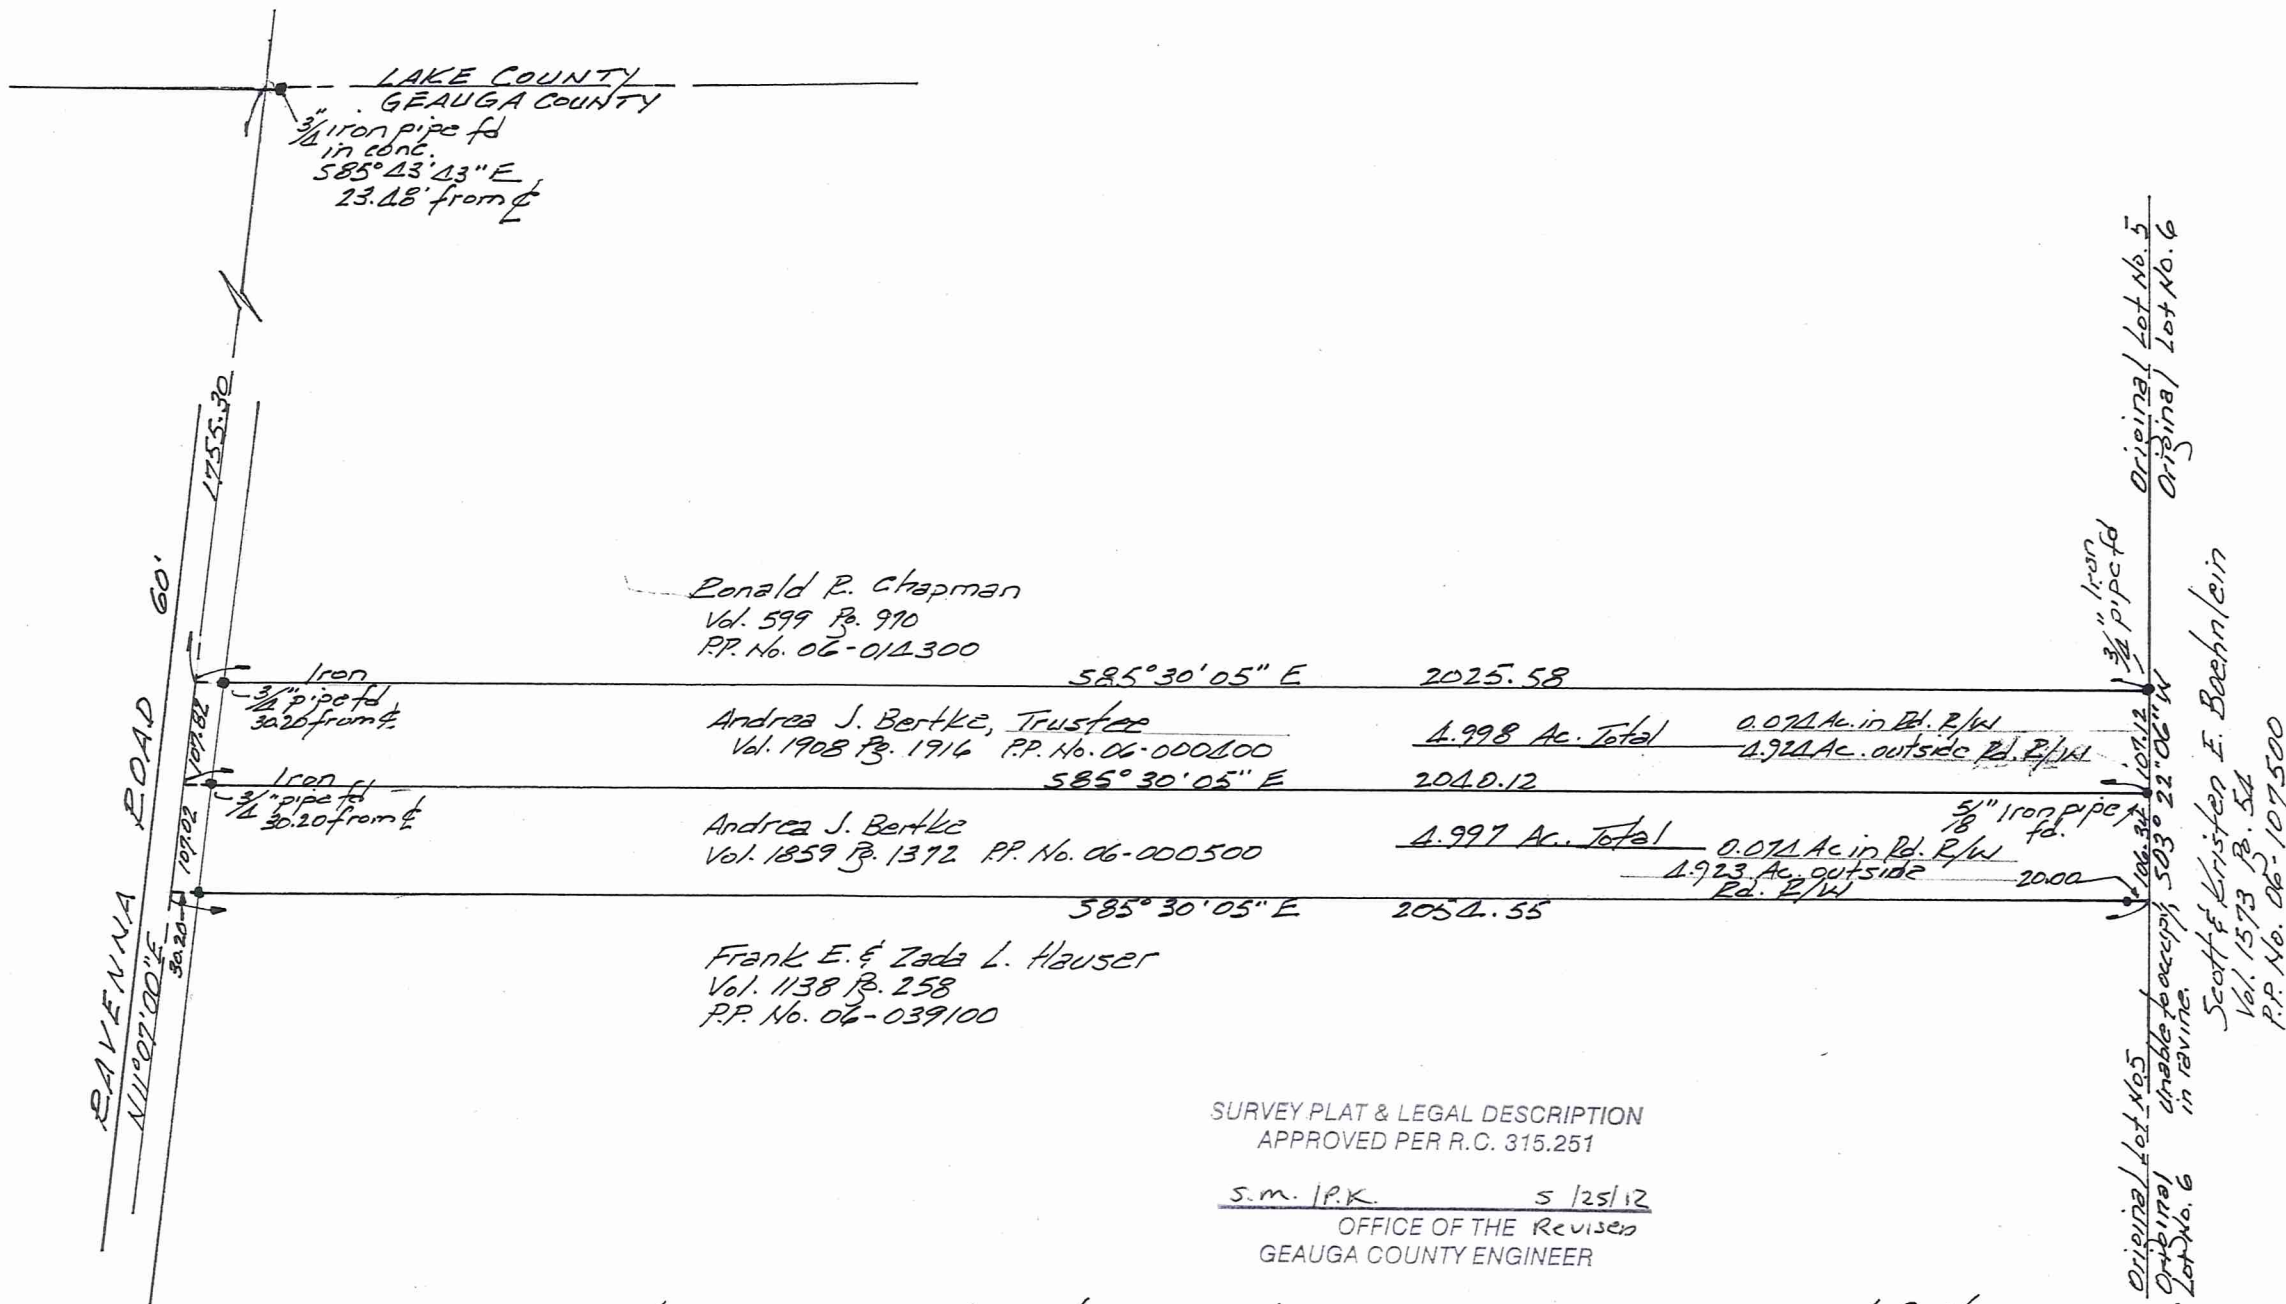 LAKE COUNTY
GEAUGA COUNTY
3/4" iron pipe fd
in conc.
S85°43'43"E
23.48' from ℄
1755.30
60'
RAVENNA ROAD
N11°07'00"E
Original Lot No. 5
Original Lot No. 6
Ronald R. Chapman
Vol. 599 Pg. 970
P.P. No. 06-014300
3/4" Iron
pipe fd
S85°30'05" E 2025.58
Iron
3/4" pipe fd
30.20 from ℄
107.82
Andrea J. Bertke, Trustee
Vol. 1908 Pg. 1916 P.P. No. 06-000400
4.998 Ac. Total
0.074 Ac. in Rd. R/W
4.924 Ac. outside Rd. R/W
107.12
S85°30'05" E 2040.12
Iron
3/4" pipe fd
30.20 from ℄
107.02
Andrea J. Bertke
Vol. 1859 Pg. 1372 P.P. No. 06-000500
4.997 Ac. Total
0.074 Ac in Rd. R/W
4.923 Ac. outside
Rd. R/W
5/8" Iron pipe
fd.
20.00
106.34
S03°22'06"W
30.20
S85°30'05" E 2054.55
Frank E. & Zada L. Hauser
Vol. 1138 Pg. 258
P.P. No. 06-039100
Scott & Kristen E. Boehnlein
Vol. 1573 Pg. 54
P.P. No. 06-107500
unable to occupy,
in ravine.
Original Lot No. 5
Original
Lot No. 6
SURVEY PLAT & LEGAL DESCRIPTION
APPROVED PER R.C. 315.251
S.M. / P.K. 5/25/12
OFFICE OF THE Revised
GEAUGA COUNTY ENGINEER